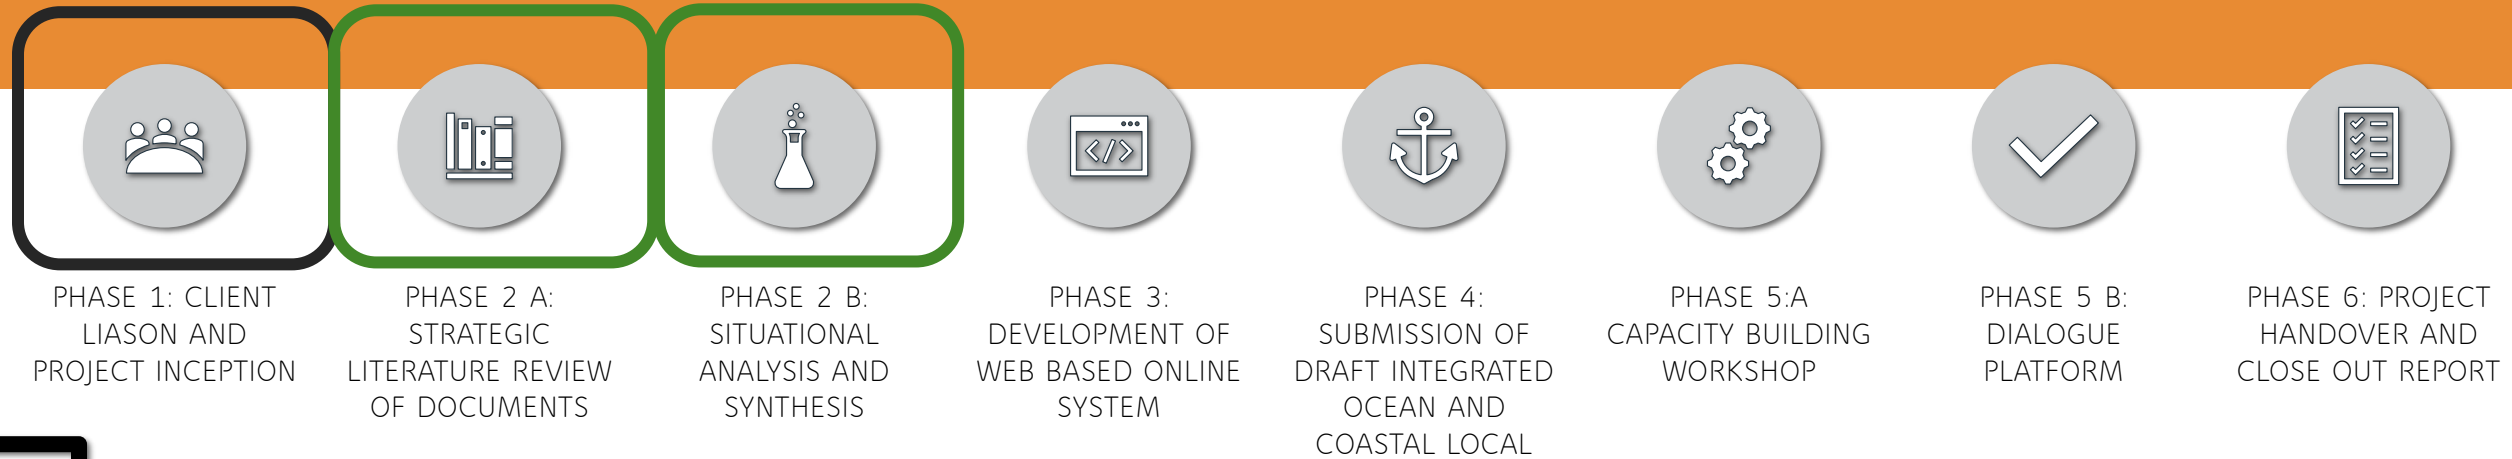 PHASE 1: CLIENT
LIASON AND
PROJECT INCEPTION
PHASE 2 A:
STRATEGIC
LITERATURE REVIEW
OF DOCUMENTS
PHASE 2 B:
SITUATIONAL
ANALYSIS AND
SYNTHESIS
PHASE 3:
DEVELOPMENT OF
WEB BASED ONLINE
SYSTEM
PHASE 4:
SUBMISSION OF
DRAFT INTEGRATED
OCEAN AND
COASTAL LOCAL
PHASE 5:A
CAPACITY BUILDING
WORKSHOP
PHASE 5 B:
DIALOGUE
PLATFORM
PHASE 6: PROJECT
HANDOVER AND
CLOSE OUT REPORT